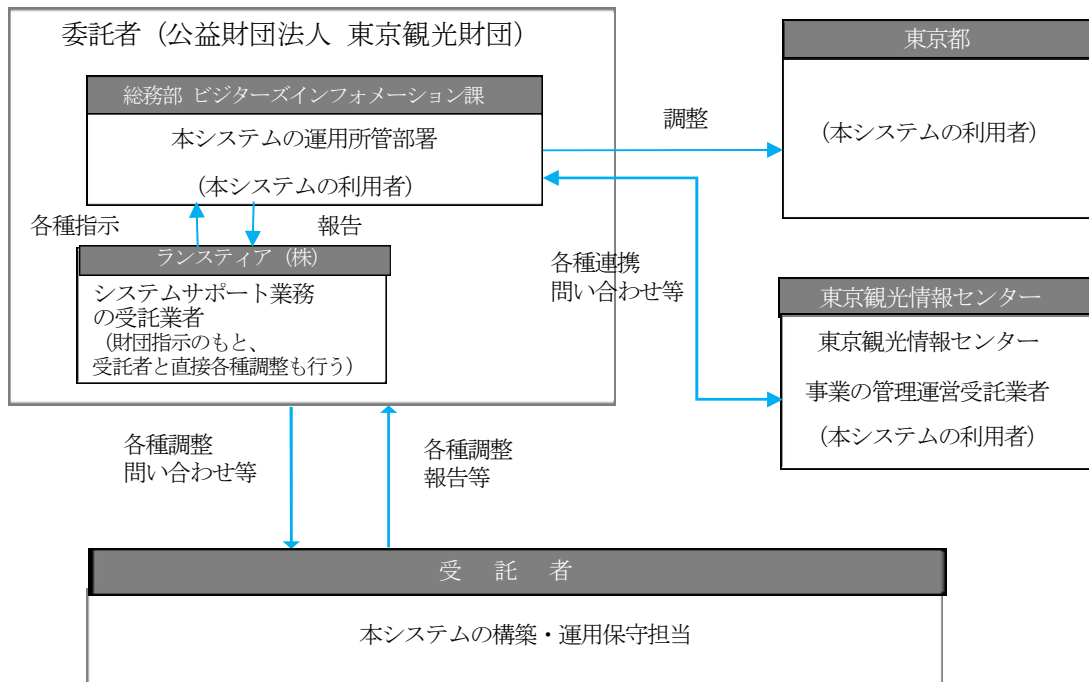 委託者（公益財団法人 東京観光財団）
総務部 ビジターズインフォメーション課
本システムの運用所管部署
（本システムの利用者）
各種指示
報告
ランスティア（株）
システムサポート業務
の受託業者
（財団指示のもと、
受託者と直接各種調整も行う）
調整
東京都
（本システムの利用者）
各種連携
問い合わせ等
東京観光情報センター
東京観光情報センター
事業の管理運営受託業者
（本システムの利用者）
各種調整
問い合わせ等
各種調整
報告等
受 託 者
本システムの構築・運用保守担当